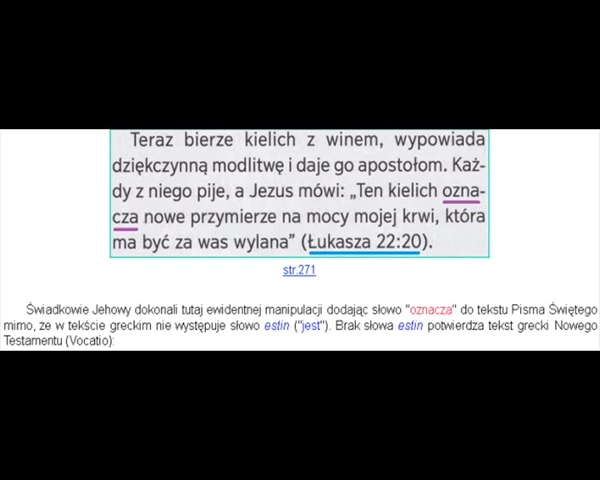 Teraz bierze kielich z winem, wypowiada
dziękczynną modlitwę i daje go apostołom. Każ-
dy z niego pije, a Jezus mówi: „Ten kielich ozna-
cza nowe przymierze na mocy mojej krwi, która
ma być za was wylana” (Łukasza 22:20).
str.271
Świadkowie Jehowy dokonali tutaj ewidentnej manipulacji dodając słowo "oznacza" do tekstu Pisma Świętego
mimo, że w tekście greckim nie występuje słowo estin ("jest"). Brak słowa estin potwierdza tekst grecki Nowego
Testamentu (Vocatio):